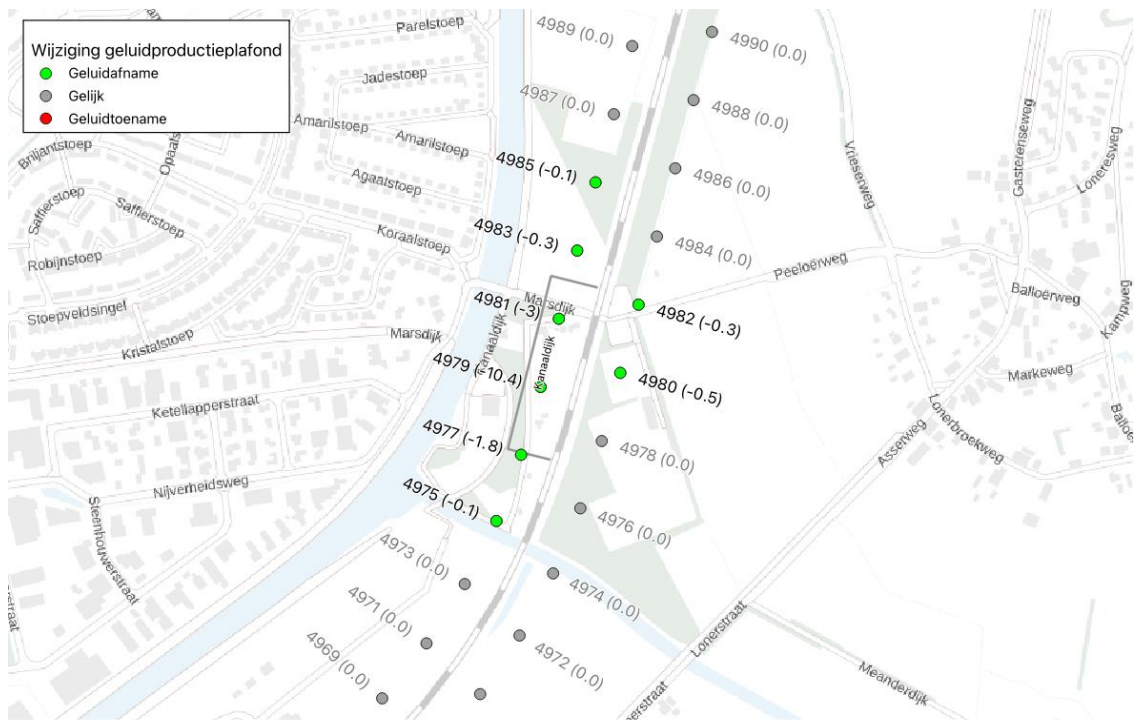 Wijziging geluidproductieplafond
Geluidafname
Gelijk
Geluidtoename
Parelstoep
Jadestoep
Amarilstoep
Amarilstoep
Agaatstoep
Briljantstoep
Saffierstoep
Saffierstoep
Robijnstoep
Koraalstoep
Stoepveldsingel
Kristalstoep
Marsdijk
Marsdijk
Kanaaldijk
Kanaaldijk
Ketellapperstraat
Nijverheidsweg
Steenhouwerstraat
4989 (0.0)
4990 (0.0)
4987 (0.0)
4988 (0.0)
4985 (-0.1)
4986 (0.0)
4983 (-0.3)
4984 (0.0)
4981 (-3)
4982 (-0.3)
4979 (-10.4)
4980 (-0.5)
4977 (-1.8)
4978 (0.0)
4975 (-0.1)
4976 (0.0)
4973 (0.0)
4974 (0.0)
4971 (0.0)
4972 (0.0)
4969 (0.0)
Vrieserweg
Gasterenseweg
Peeloërweg
Balloërweg
Kampweg
Markeweg
Lonerbroekweg
Asserweg
Lonerstraat
Meanderdijk